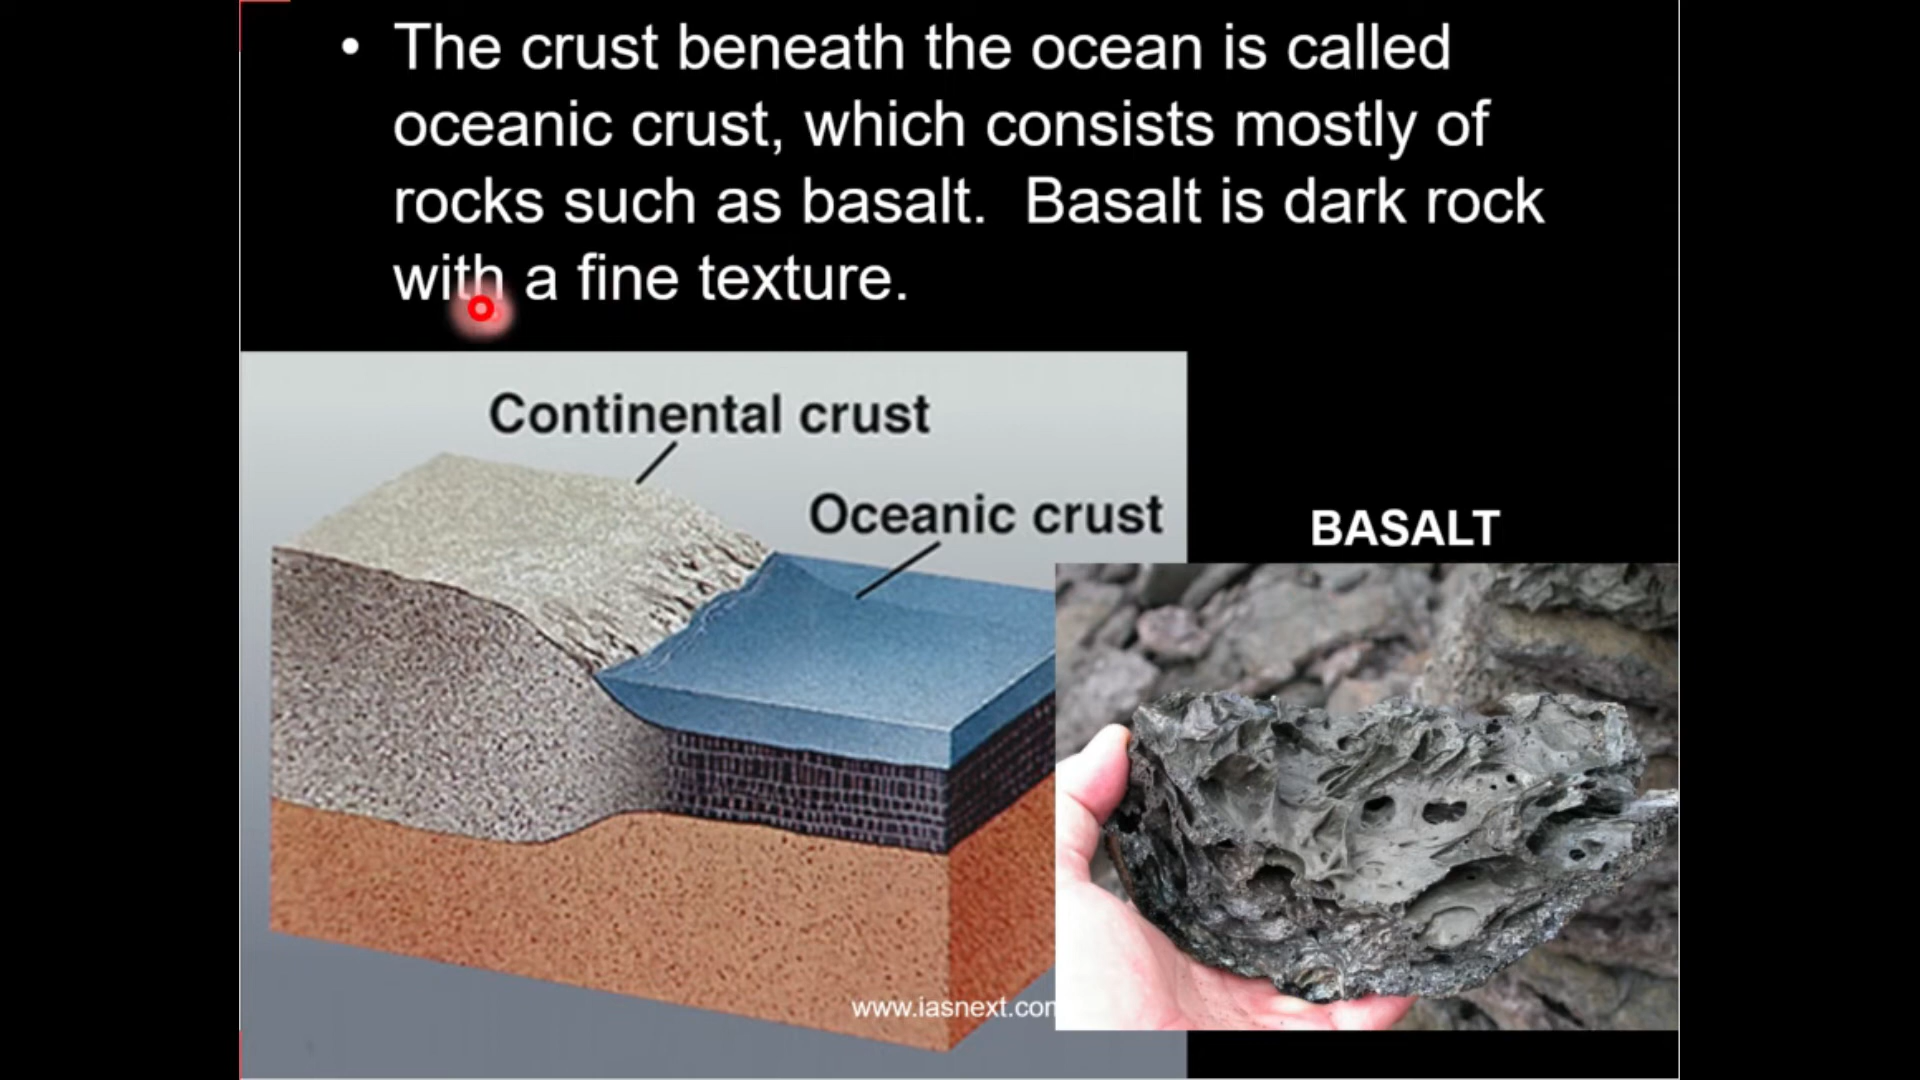 • The crust beneath the ocean is called
oceanic crust, which consists mostly of
rocks such as basalt.  Basalt is dark rock
with a fine texture.
Continental crust
Oceanic crust
BASALT
www.iasnext.com